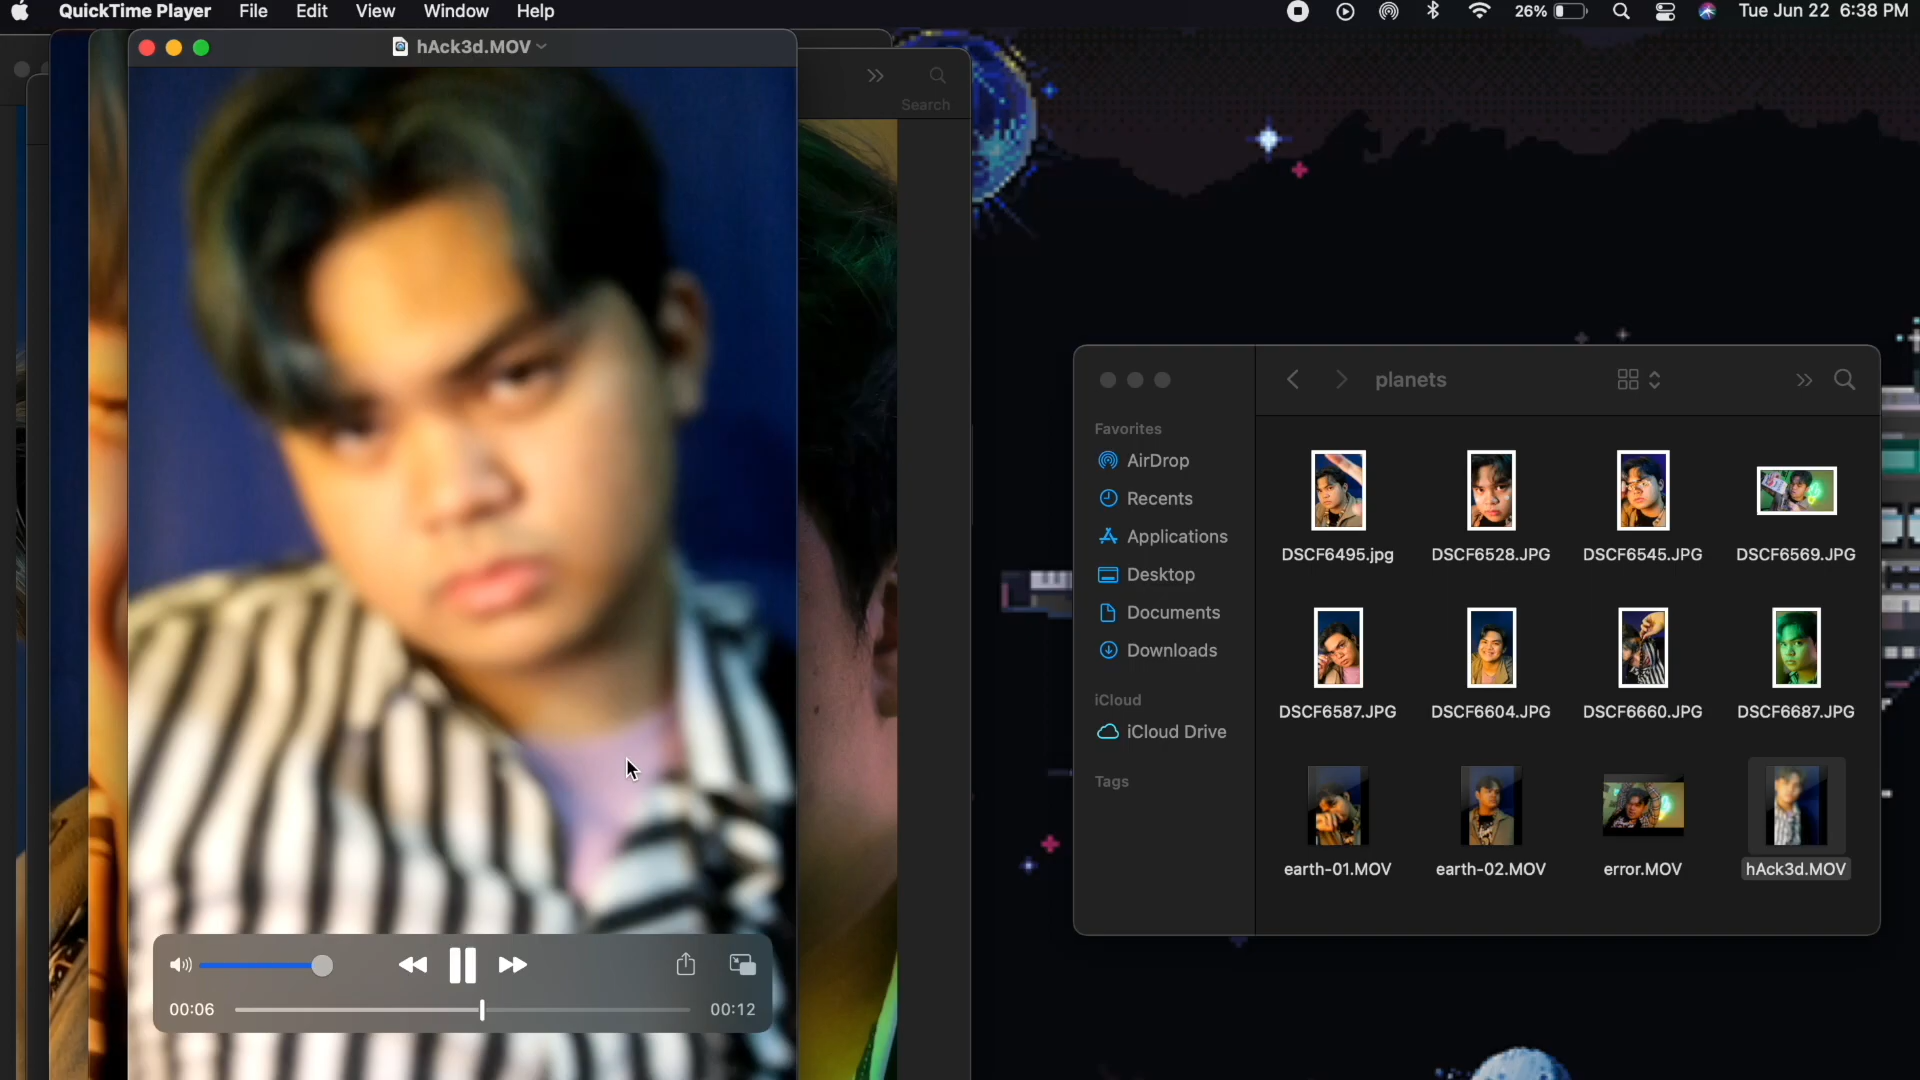 QuickTime Player File Edit View Window Help 26% Tue Jun 22 6:38 PM
hAck3d.MOV
Search
00:06 00:12
planets
Favorites
AirDrop
Recents
Applications
Desktop
Documents
Downloads
iCloud
iCloud Drive
Tags
DSCF6495.jpg DSCF6528.JPG DSCF6545.JPG DSCF6569.JPG
DSCF6587.JPG DSCF6604.JPG DSCF6660.JPG DSCF6687.JPG
earth-01.MOV earth-02.MOV error.MOV hAck3d.MOV